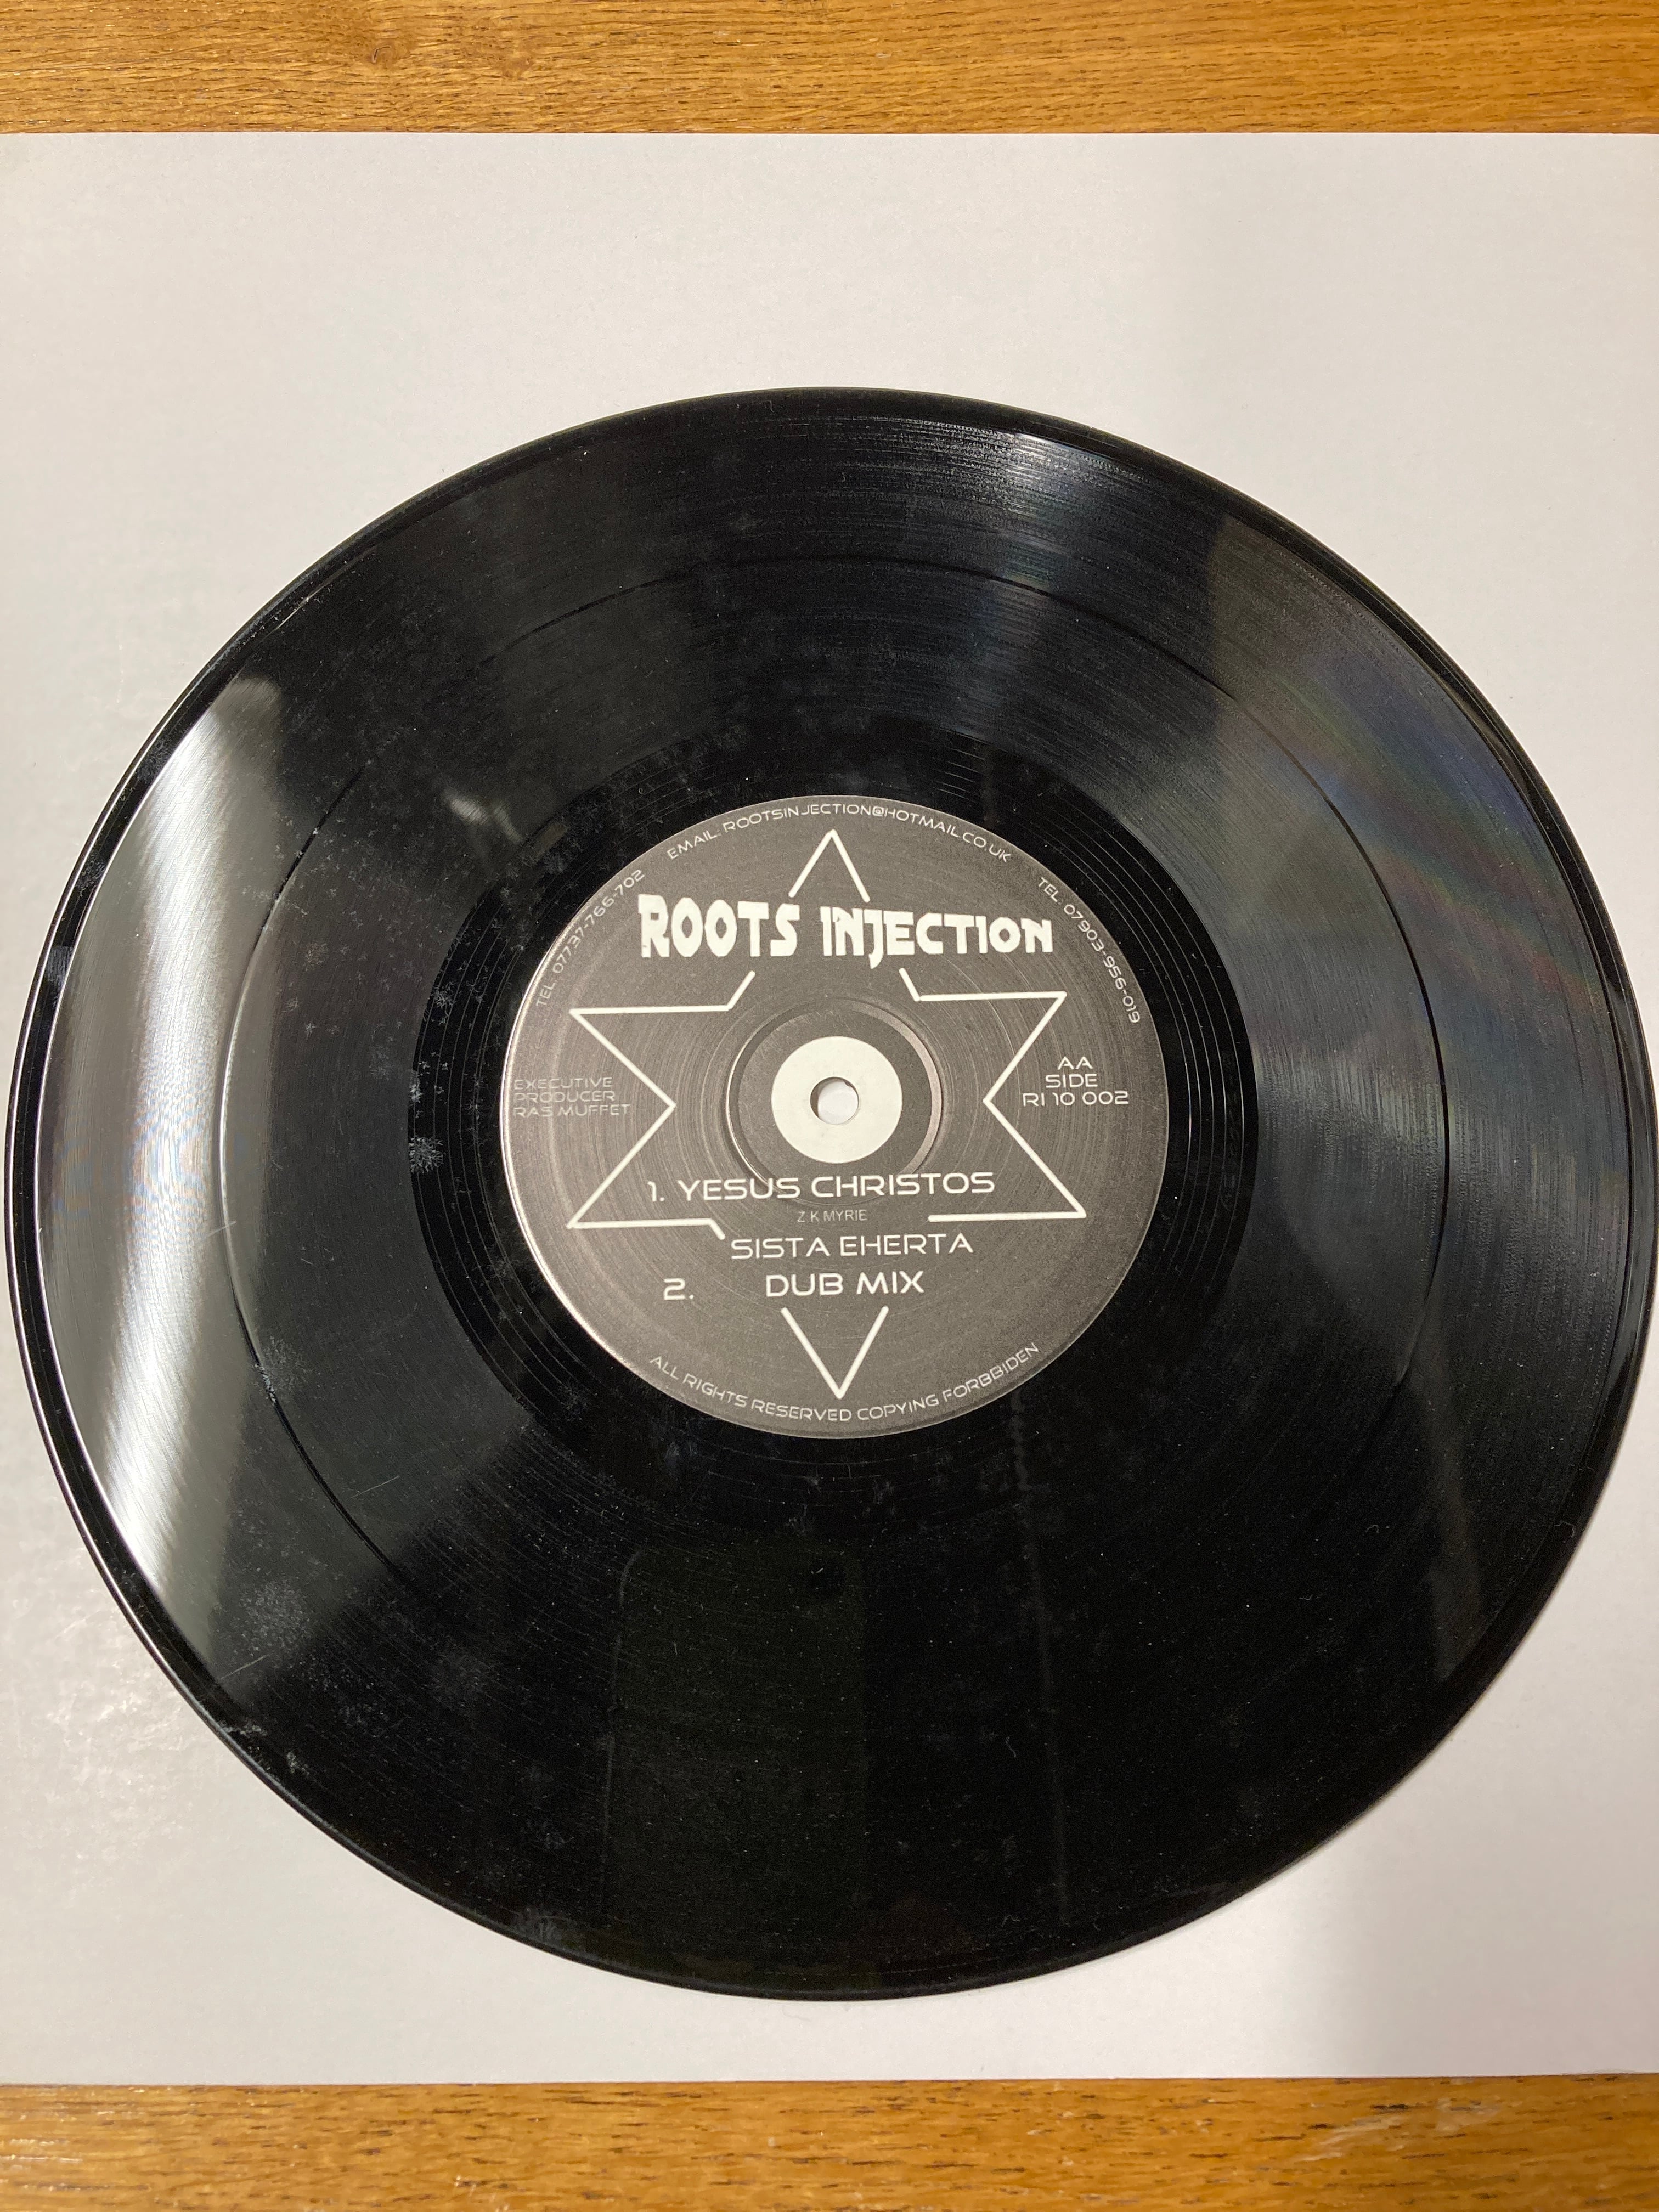 EMAIL: ROOTSINJECTION@HOTMAIL.CO.UK
TEL. 07737-766-702
TEL. 07903-956-019
ROOTS INJECTION
EXECUTIVE
PRODUCER
RAS MUFFET
AA
SIDE
RI 10 002
1. YESUS CHRISTOS
Z K MYRIE
SISTA EHERTA
2. DUB MIX
ALL RIGHTS RESERVED COPYING FORBBIDEN